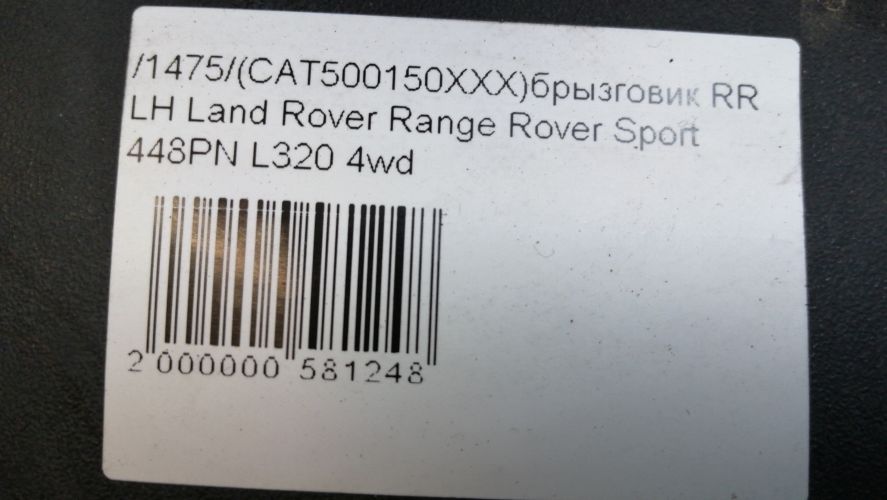 /1475/(CAT500150XXX)брызговик RR
LH Land Rover Range Rover Sport
448PN L320 4wd
2 000000 581248